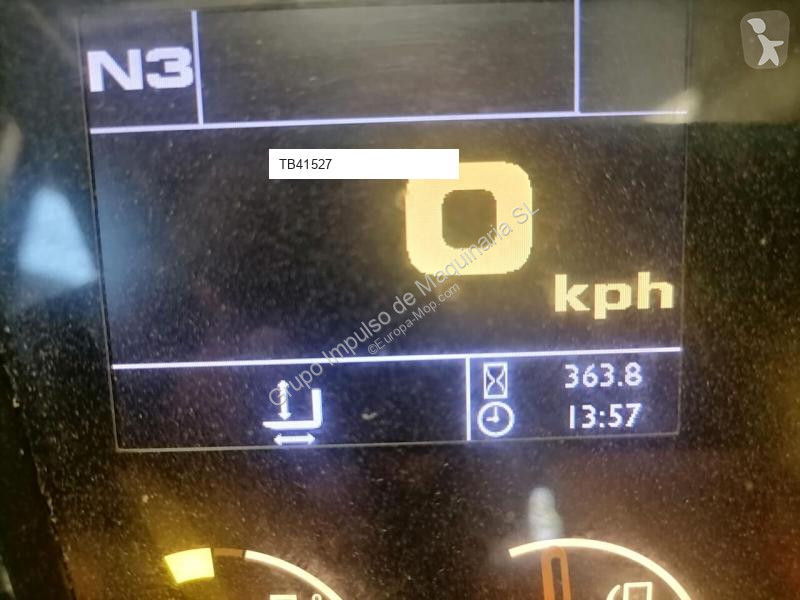 N3
TB41527
0
kph
363.8
13:57
Grupo Impulso de Maquinaria SL
©Europa-Mop.com